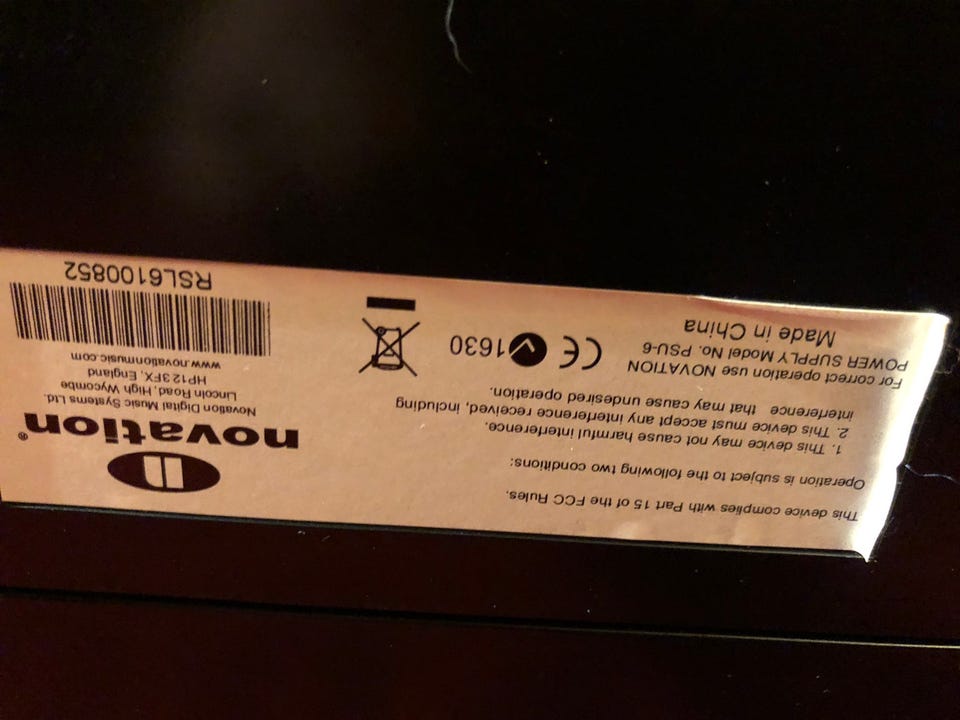 This device complies with Part 15 of the FCC Rules.
Operation is subject to the following two conditions:
1. This device may not cause harmful interference.
2. This device must accept any interference received, including
interference that may cause undesired operation.
For correct operation use NOVATION
POWER SUPPLY Model No. PSU-6
Made in China
CE 1630
novation®
Novation Digital Music Systems Ltd.
Lincoln Road, High Wycombe
HP12 3FX, England
www.novationmusic.com
RSL6100852